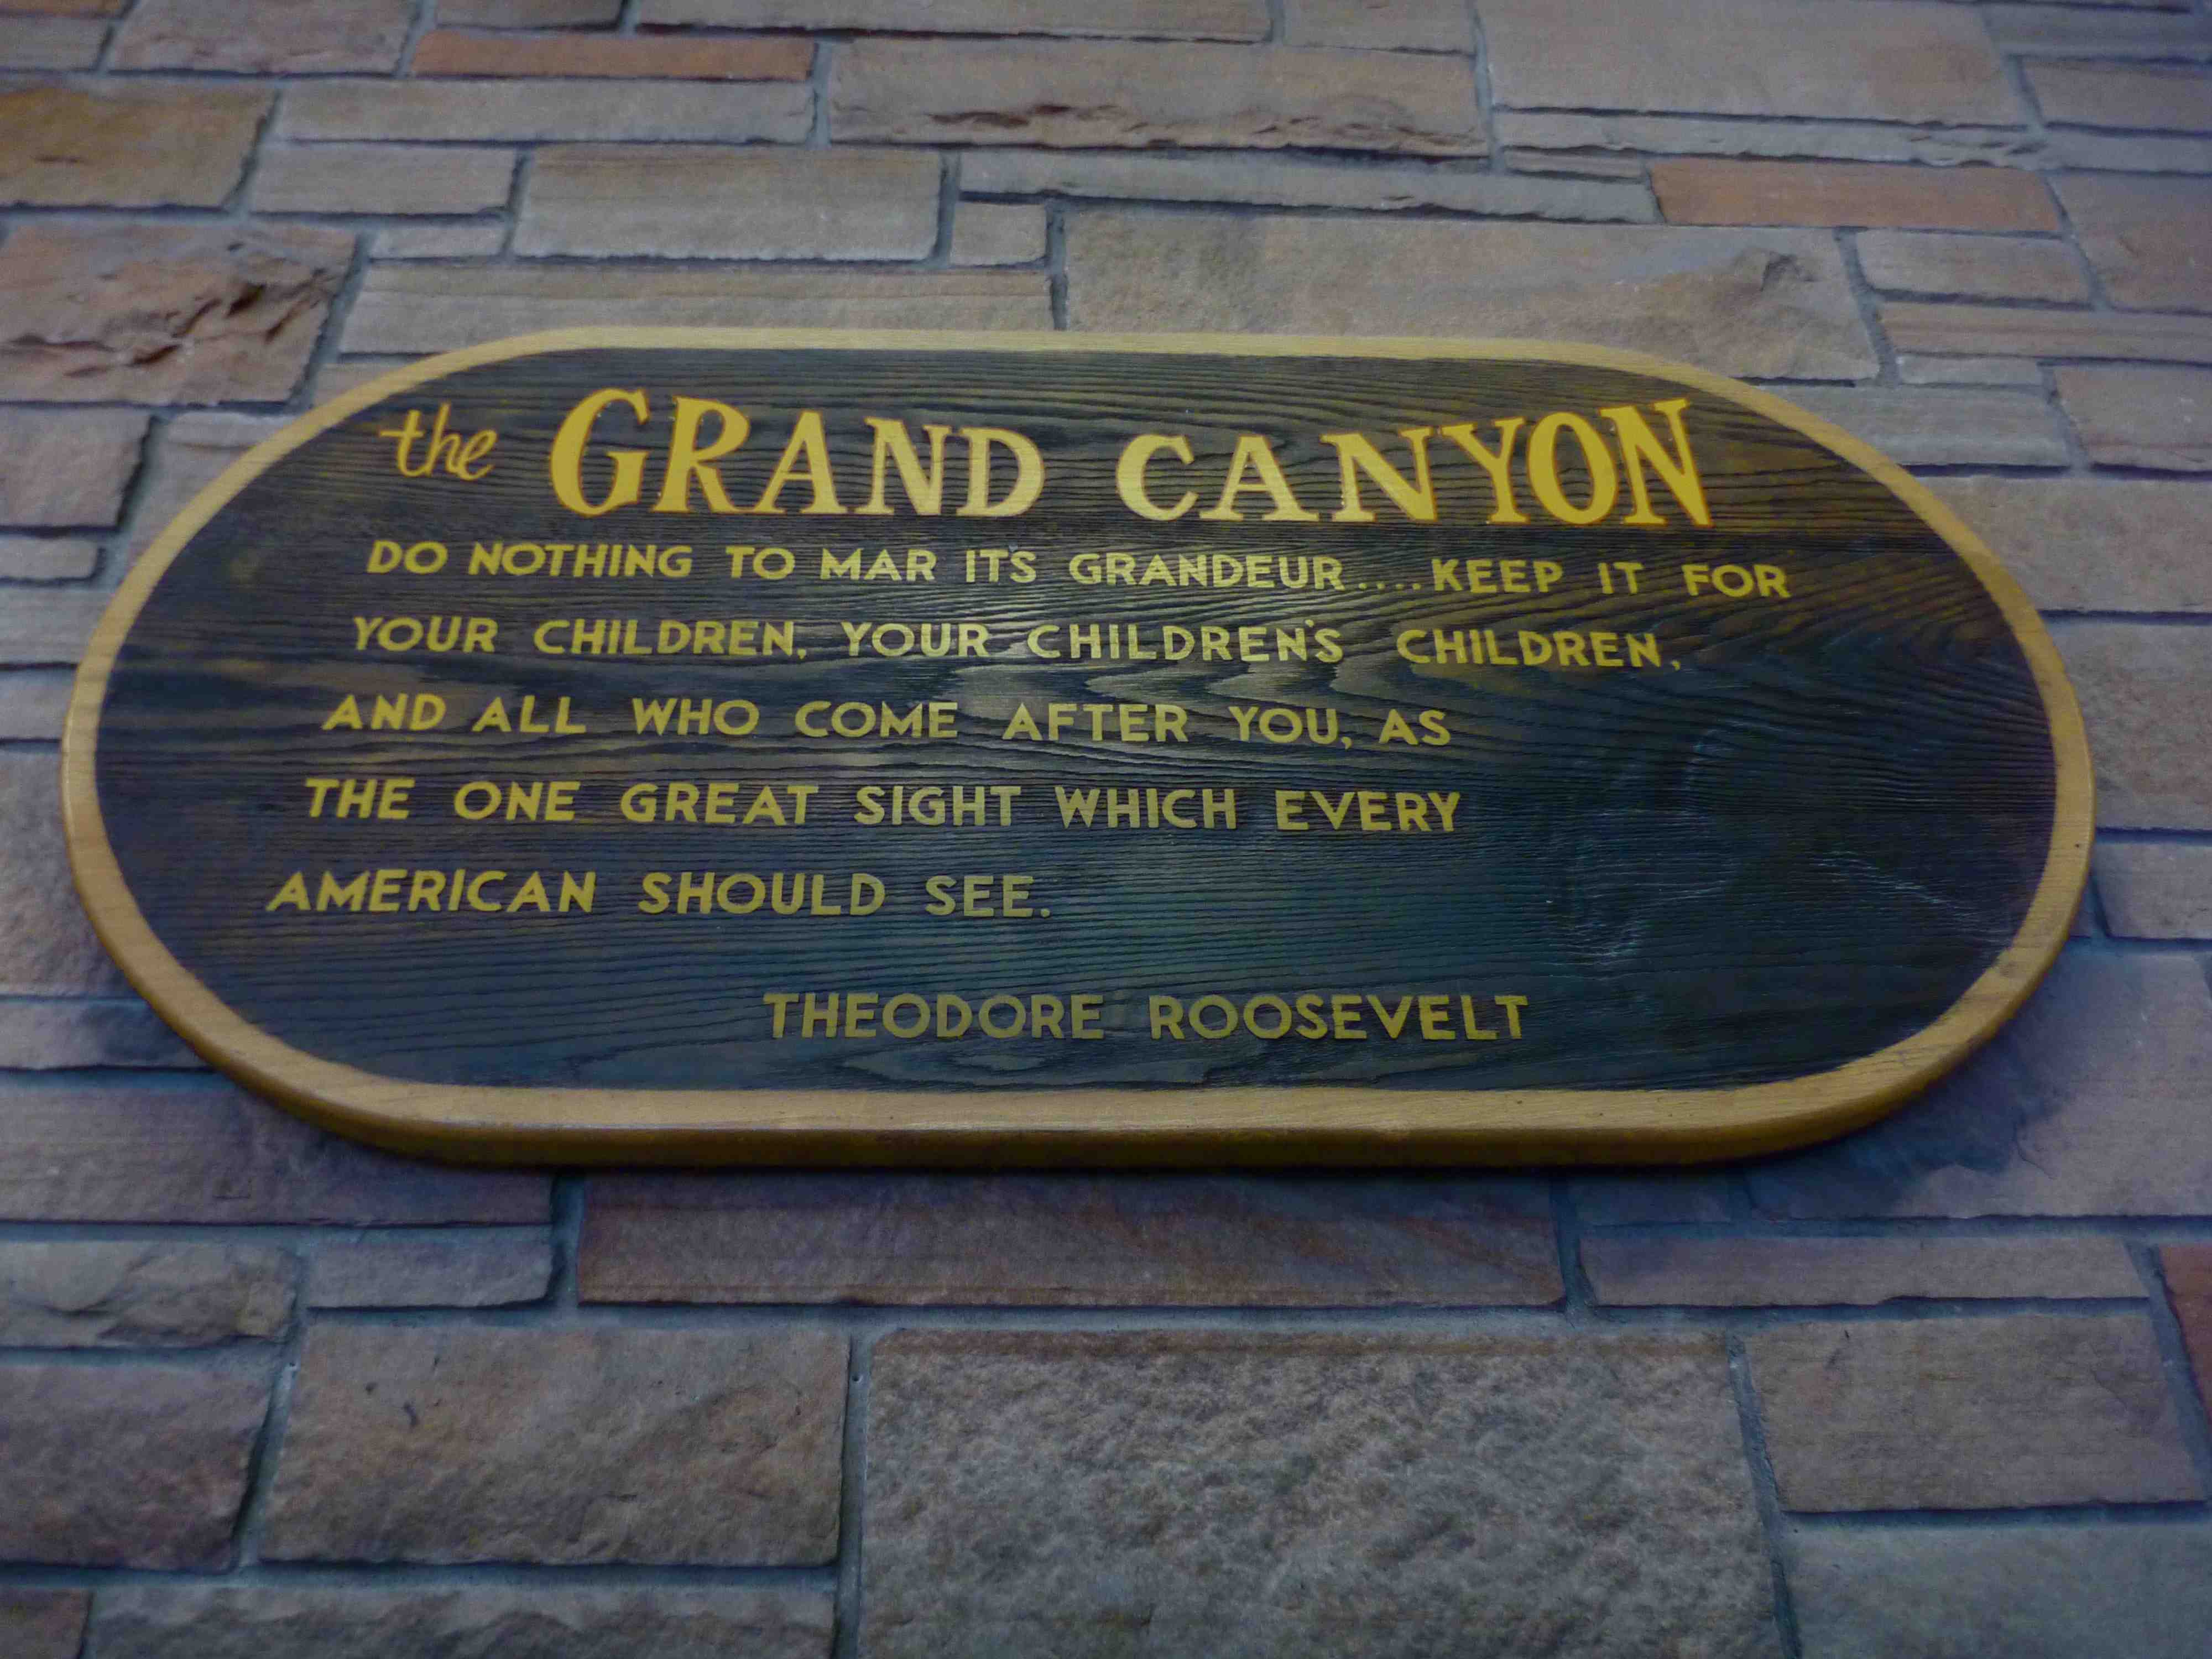 the GRAND CANYON
DO NOTHING TO MAR IT'S GRANDEUR....KEEP IT FOR
YOUR CHILDREN, YOUR CHILDREN'S CHILDREN,
AND ALL WHO COME AFTER YOU, AS
THE ONE GREAT SIGHT WHICH EVERY
AMERICAN SHOULD SEE.
THEODORE ROOSEVELT